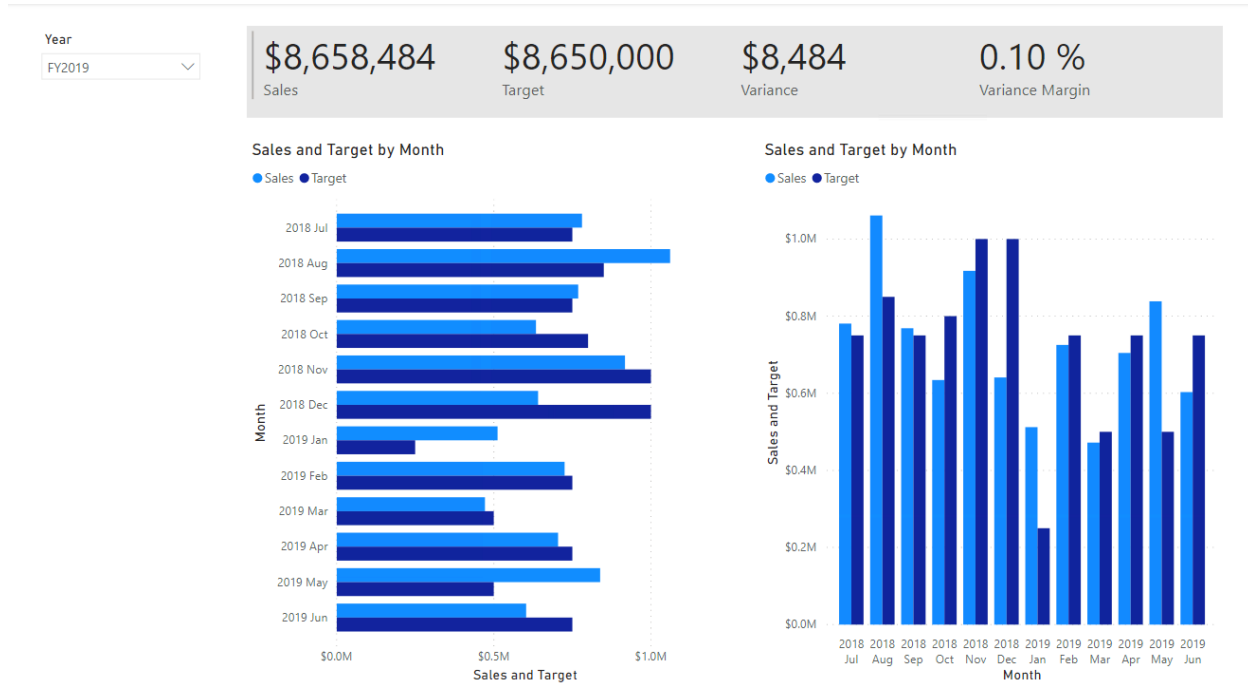 Year
FY2019
$8,658,484 $8,650,000 $8,484 0.10 %
Sales Target Variance Variance Margin
Sales and Target by Month
Sales Target
Month
2018 Jul
2018 Aug
2018 Sep
2018 Oct
2018 Nov
2018 Dec
2019 Jan
2019 Feb
2019 Mar
2019 Apr
2019 May
2019 Jun
$0.0M $0.5M $1.0M
Sales and Target
Sales and Target by Month
Sales Target
Sales and Target
$1.0M
$0.8M
$0.6M
$0.4M
$0.2M
$0.0M
2018 2018 2018 2018 2018 2018 2019 2019 2019 2019 2019 2019
Jul Aug Sep Oct Nov Dec Jan Feb Mar Apr May Jun
Month